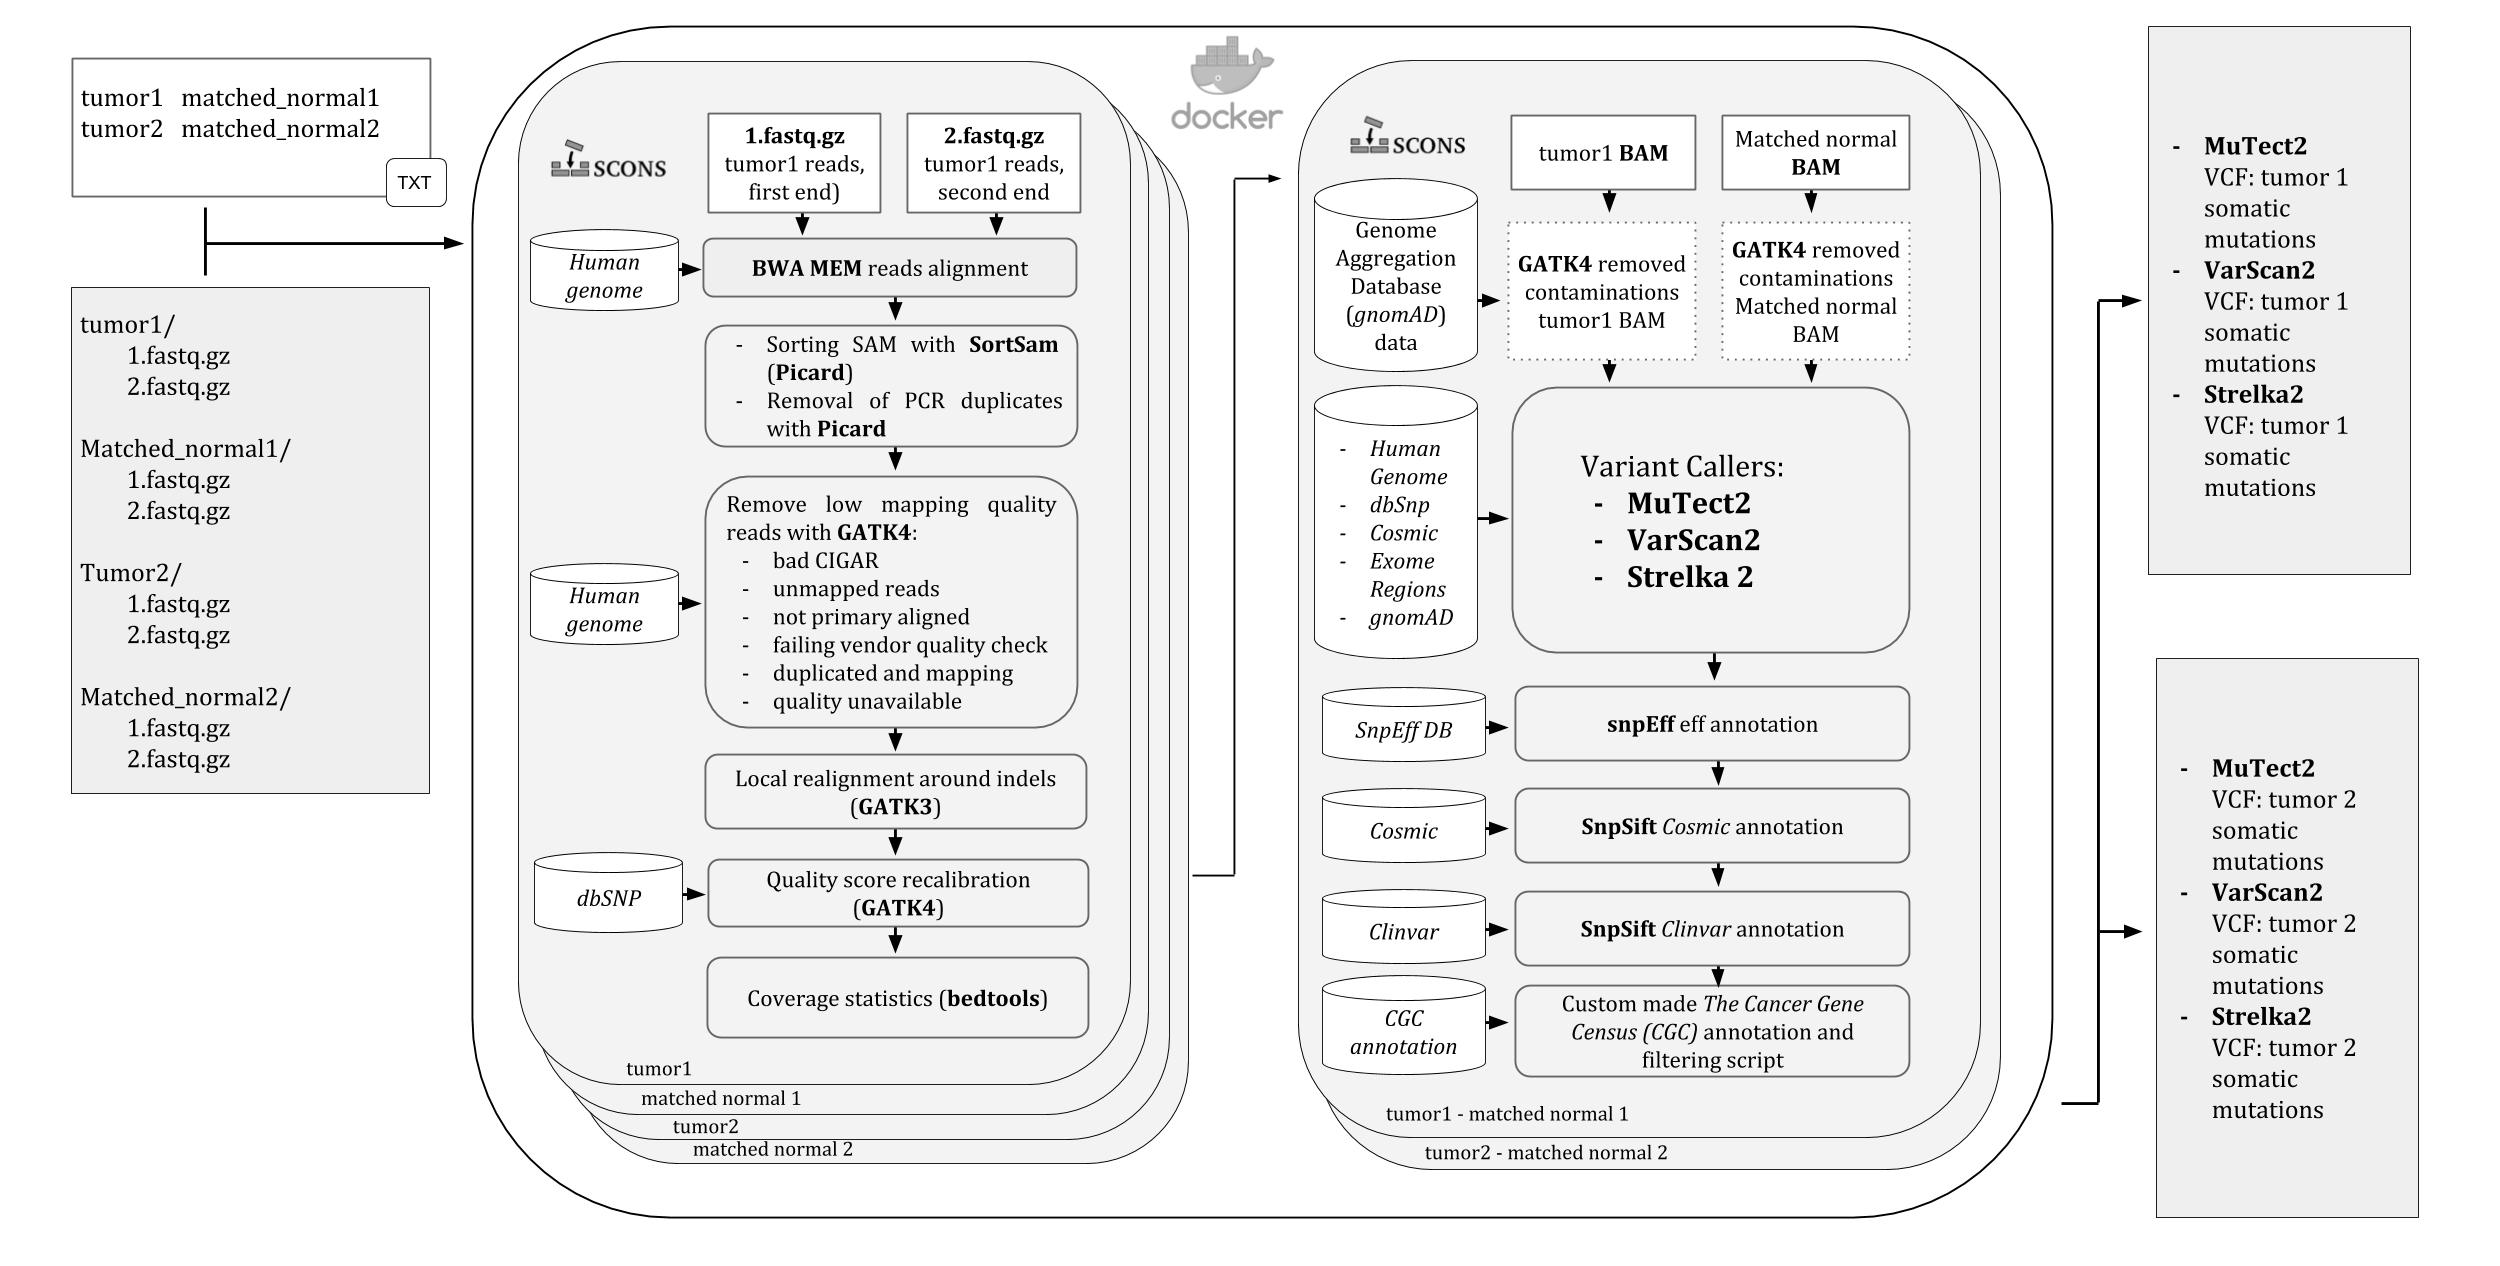 tumor1 matched_normal1
tumor2 matched_normal2
TXT
tumor1/
1.fastq.gz
2.fastq.gz
Matched_normal1/
1.fastq.gz
2.fastq.gz
Tumor2/
1.fastq.gz
2.fastq.gz
Matched_normal2/
1.fastq.gz
2.fastq.gz
docker
SCONS
1.fastq.gz
tumor1 reads,
first end)
2.fastq.gz
tumor1 reads,
second end
Human
genome
BWA MEM reads alignment
- Sorting SAM with SortSam
(Picard)
- Removal of PCR duplicates
with Picard
Human
genome
Remove low mapping quality
reads with GATK4:
- bad CIGAR
- unmapped reads
- not primary aligned
- failing vendor quality check
- duplicated and mapping
- quality unavailable
Local realignment around indels
(GATK3)
dbSNP
Quality score recalibration
(GATK4)
Coverage statistics (bedtools)
tumor1
matched normal 1
tumor2
matched normal 2
SCONS
tumor1 BAM
Matched normal
BAM
Genome
Aggregation
Database
(gnomAD)
data
GATK4 removed
contaminations
tumor1 BAM
GATK4 removed
contaminations
Matched normal
BAM
- Human
Genome
- dbSnp
- Cosmic
- Exome
Regions
- gnomAD
Variant Callers:
- MuTect2
- VarScan2
- Strelka 2
SnpEff DB
snpEff eff annotation
Cosmic
SnpSift Cosmic annotation
Clinvar
SnpSift Clinvar annotation
CGC
annotation
Custom made The Cancer Gene
Census (CGC) annotation and
filtering script
tumor1 - matched normal 1
tumor2 - matched normal 2
- MuTect2
VCF: tumor 1
somatic
mutations
- VarScan2
VCF: tumor 1
somatic
mutations
- Strelka2
VCF: tumor 1
somatic
mutations
- MuTect2
VCF: tumor 2
somatic
mutations
- VarScan2
VCF: tumor 2
somatic
mutations
- Strelka2
VCF: tumor 2
somatic
mutations